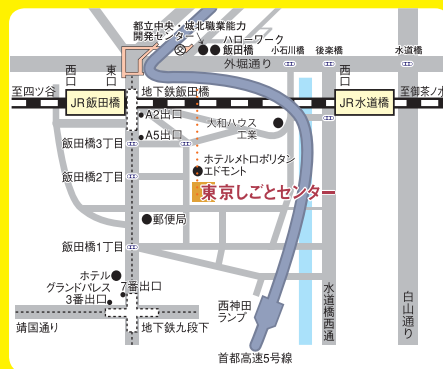 都立中央・城北職業能力
開発センター
ハローワーク
飯田橋
小石川橋
後楽橋
水道橋
外堀通り
西口
東口
西口
至四ツ谷
JR飯田橋
地下鉄飯田橋
JR水道橋
至御茶ノ水
A2出口
大和ハウス
工業
A5出口
飯田橋3丁目
ホテルメトロポリタン
エドモント
飯田橋2丁目
東京しごとセンター
郵便局
飯田橋1丁目
ホテル
グランドパレス
7番出口
3番出口
西神田
ランプ
水道橋西通
白山通り
靖国通り
地下鉄九段下
首都高速5号線